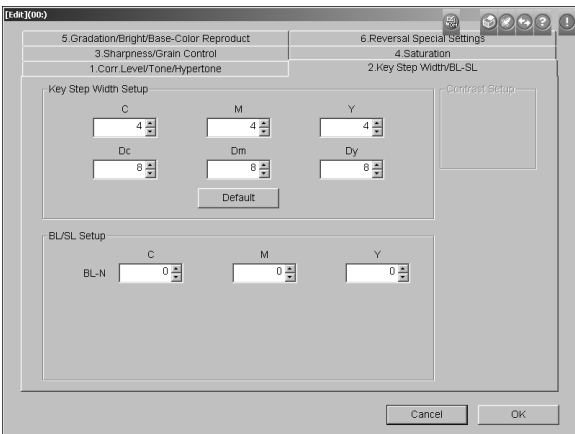 [Edit](00:)
5.Gradation/Bright/Base-Color Reproduct 6.Reversal Special Settings
3.Sharpness/Grain Control 4.Saturation
1.Corr.Level/Tone/Hypertone 2.Key Step Width/BL-SL
Key Step Width Setup Contrast Setup
C M Y
4 4 4
Dc Dm Dy
8 8 8
Default
BL/SL Setup
C M Y
BL-N 0 0 0
Cancel OK